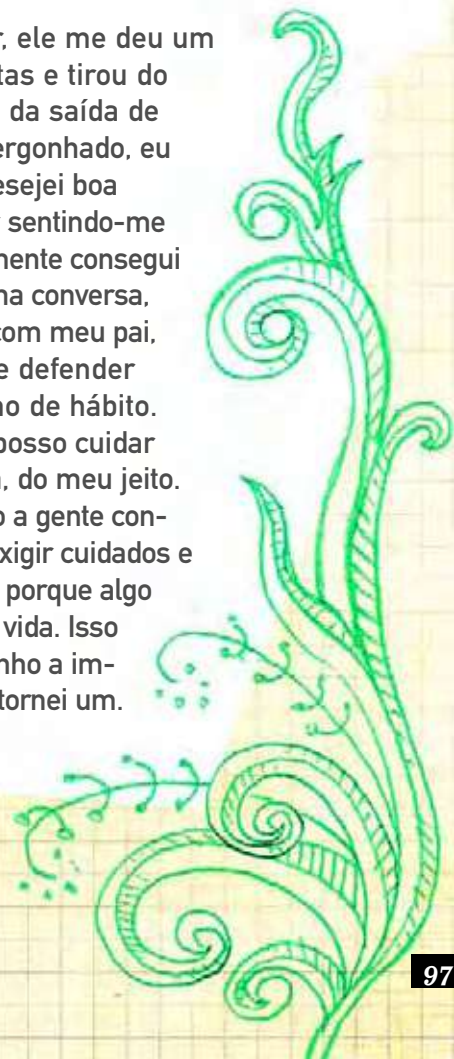 r, ele me deu um
tas e tirou do
da saída de
ergonhado, eu
esejei boa
sentindo-me
mente consegui
na conversa,
com meu pai,
e defender
no de hábito.
posso cuidar
, do meu jeito.
o a gente con-
xigir cuidados e
porque algo
vida. Isso
nho a im-
tornei um.
97